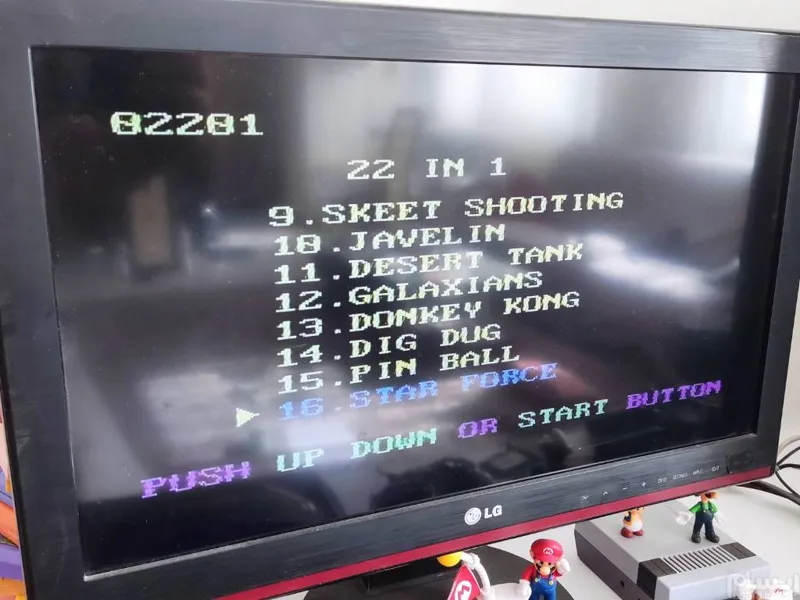 02201
22 IN 1
9.SKEET SHOOTING
10.JAVELIN
11.DESERT TANK
12.GALAXIANS
13.DONKEY KONG
14.DIG DUG
15.PIN BALL
16.STAR FORCE
PUSH UP DOWN OR START BUTTON
LG
M